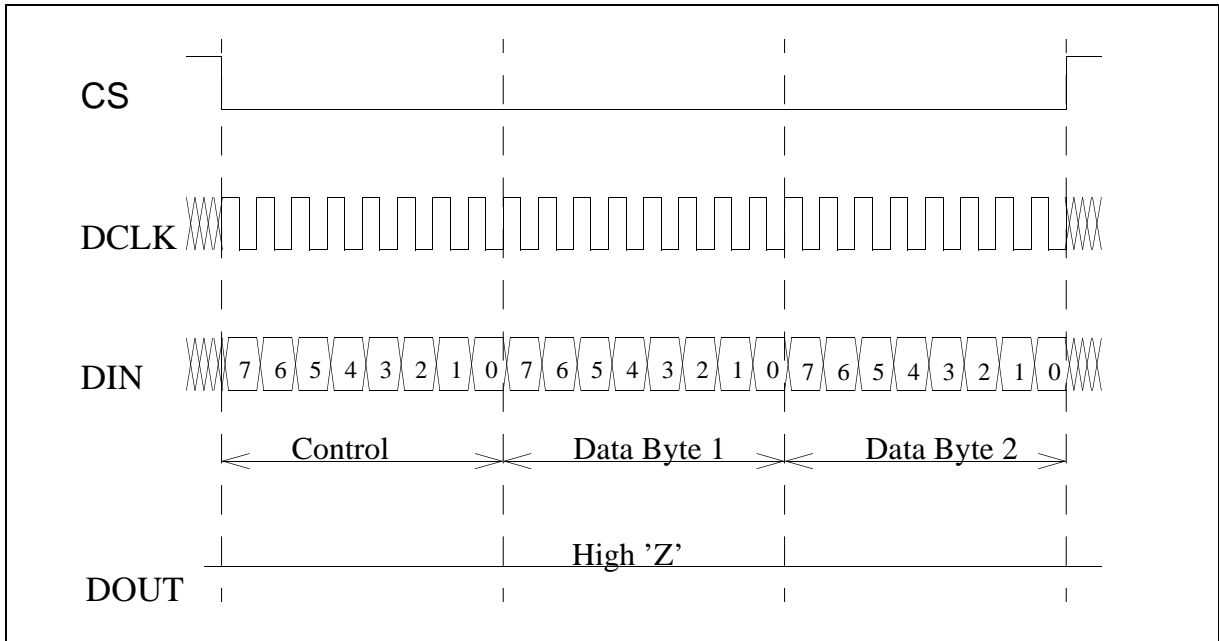 CS
DCLK
DIN 7 6 5 4 3 2 1 0 7 6 5 4 3 2 1 0 7 6 5 4 3 2 1 0
Control Data Byte 1 Data Byte 2
High ’Z’
DOUT